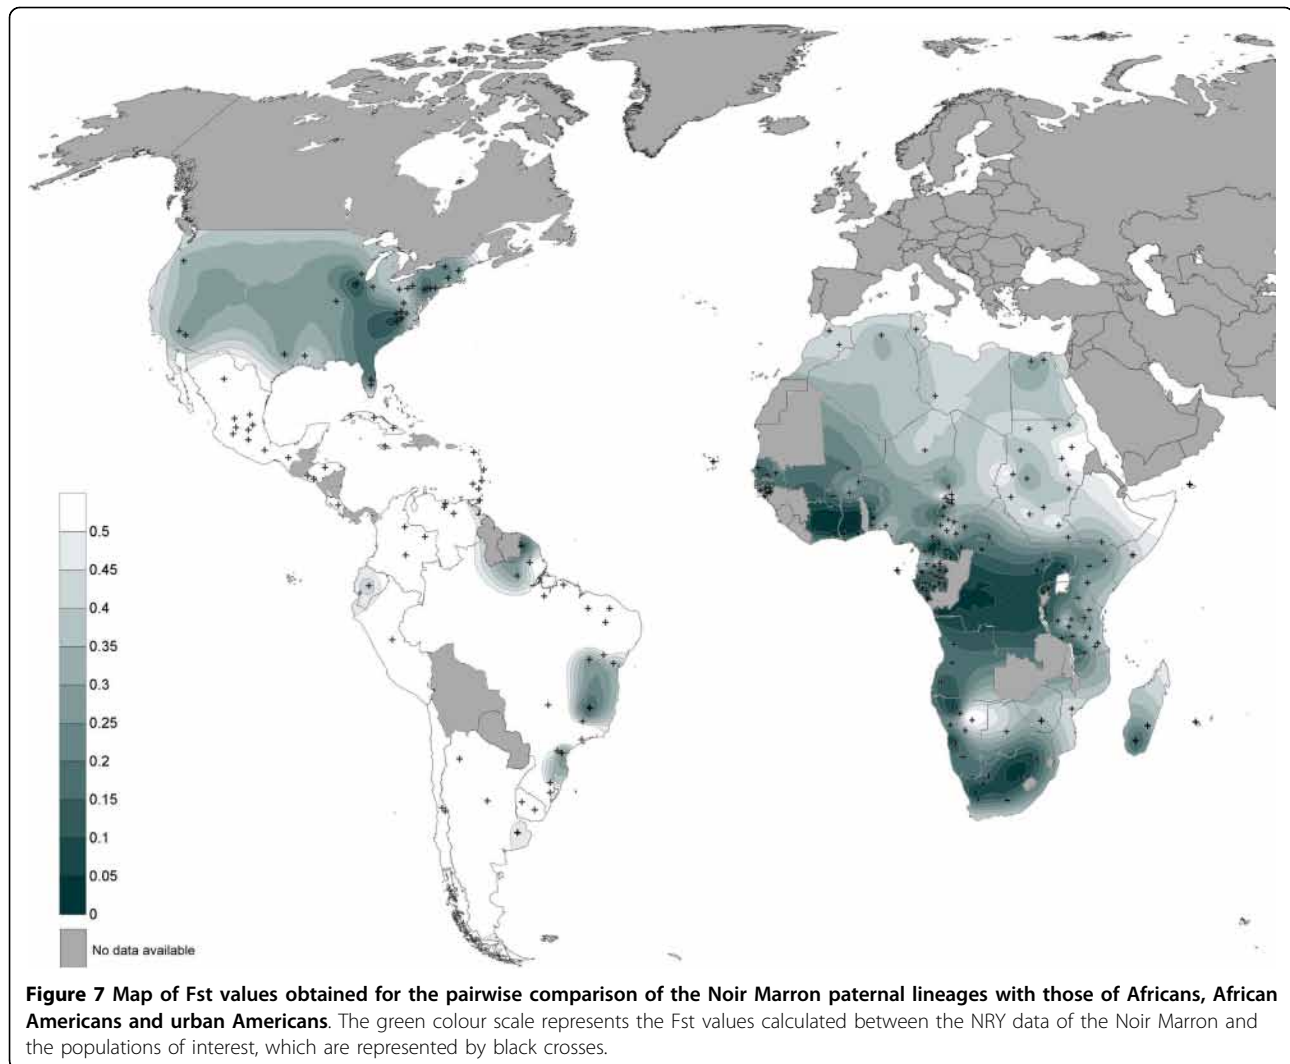 0.5
0.45
0.4
0.35
0.3
0.25
0.2
0.15
0.1
0.05
0
No data available
Figure 7 Map of Fst values obtained for the pairwise comparison of the Noir Marron paternal lineages with those of Africans, African
Americans and urban Americans. The green colour scale represents the Fst values calculated between the NRY data of the Noir Marron and
the populations of interest, which are represented by black crosses.